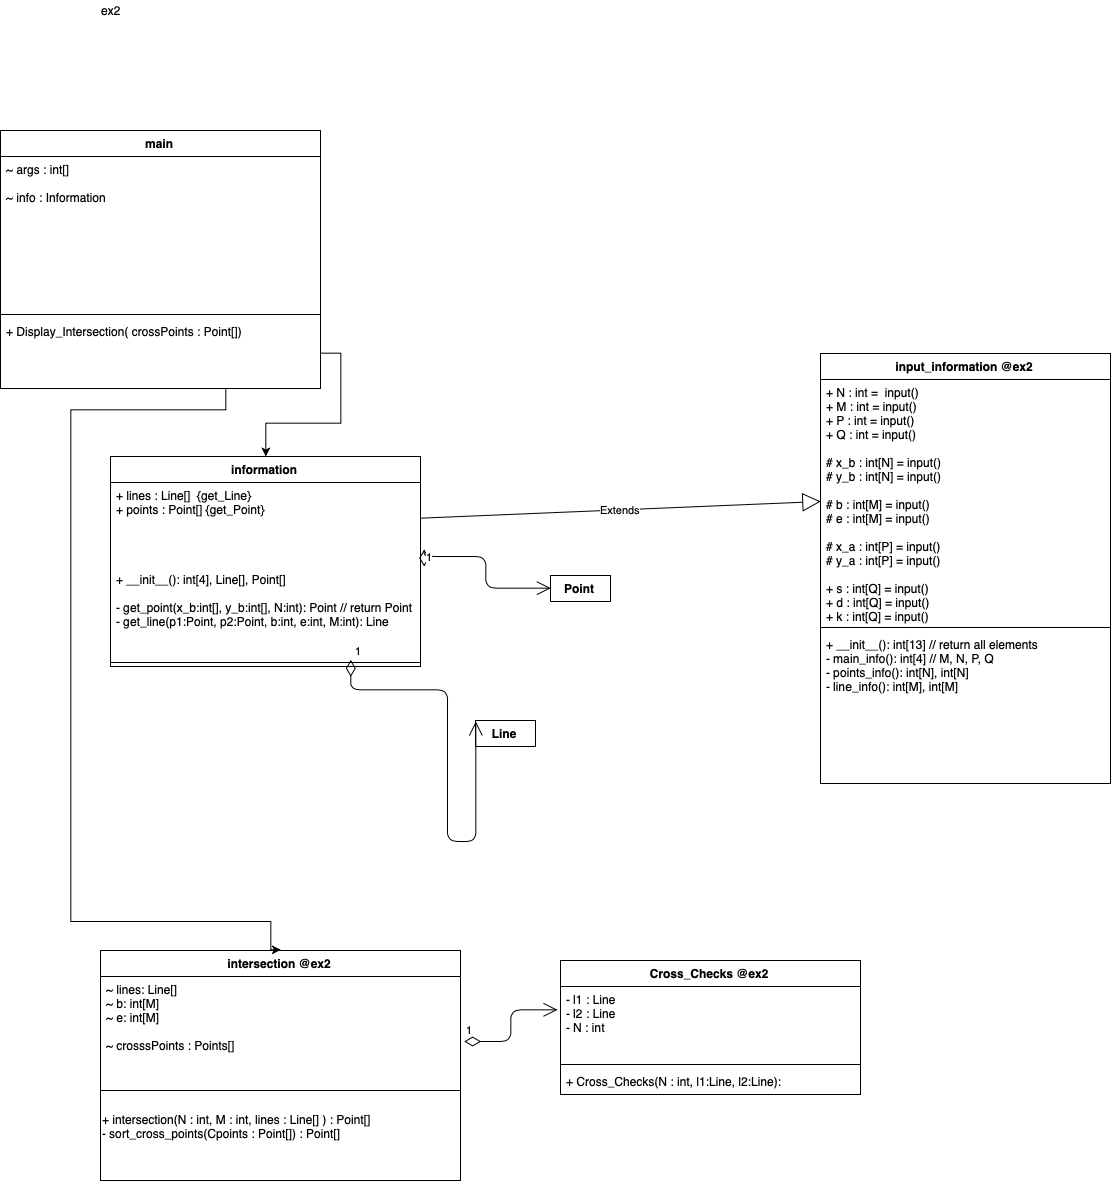 ex2
main
~ args : int[]
~ info : Information
+ Display_Intersection( crossPoints : Point[])
information
+ lines : Line[] {get_Line}
+ points : Point[] {get_Point}
+ __init__(): int[4], Line[], Point[]
- get_point(x_b:int[], y_b:int[], N:int): Point // return Point
- get_line(p1:Point, p2:Point, b:int, e:int, M:int): Line
1
Extends
1
Point
Line
input_information @ex2
+ N : int = input()
+ M : int = input()
+ P : int = input()
+ Q : int = input()
# x_b : int[N] = input()
# y_b : int[N] = input()
# b : int[M] = input()
# e : int[M] = input()
# x_a : int[P] = input()
# y_a : int[P] = input()
+ s : int[Q] = input()
+ d : int[Q] = input()
+ k : int[Q] = input()
+ __init__(): int[13] // return all elements
- main_info(): int[4] // M, N, P, Q
- points_info(): int[N], int[N]
- line_info(): int[M], int[M]
intersection @ex2
~ lines: Line[]
~ b: int[M]
~ e: int[M]
~ crosssPoints : Points[]
+ intersection(N : int, M : int, lines : Line[] ) : Point[]
- sort_cross_points(Cpoints : Point[]) : Point[]
1
Cross_Checks @ex2
- l1 : Line
- l2 : Line
- N : int
+ Cross_Checks(N : int, l1:Line, l2:Line):